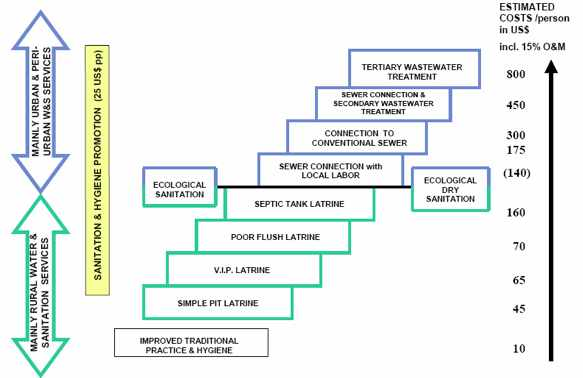 ESTIMATED
COSTS /person
in US$
incl. 15% O&M
MAINLY URBAN & PERI-
URBAN W&S SERVICES
MAINLY RURAL WATER &
SANITATION SERVICES
SANITATION & HYGIENE PROMOTION (25 US$ pp)
TERTIARY WASTEWATER
TREATMENT
800
SEWER CONNECTION &
SECONDARY WASTEWATER
TREATMENT
450
CONNECTION TO
CONVENTIONAL SEWER
300
175
SEWER CONNECTION with
LOCAL LABOR
(140)
ECOLOGICAL
SANITATION
ECOLOGICAL
DRY
SANITATION
SEPTIC TANK LATRINE
160
POOR FLUSH LATRINE
70
V.I.P. LATRINE
65
SIMPLE PIT LATRINE
45
IMPROVED TRADITIONAL
PRACTICE & HYGIENE
10